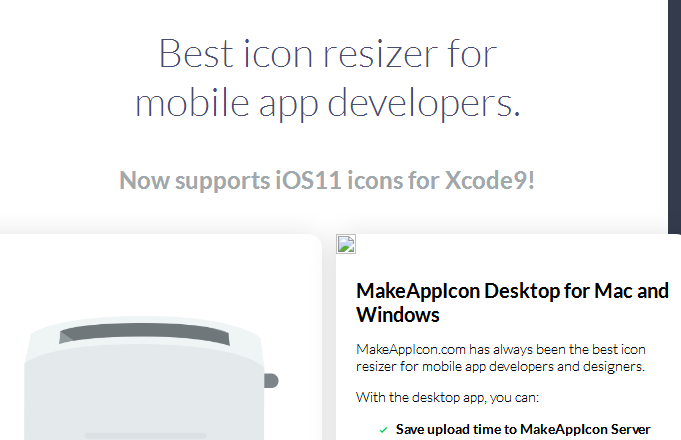 Best icon resizer for
mobile app developers.
Now supports iOS11 icons for Xcode9!
MakeAppIcon Desktop for Mac and
Windows
MakeAppIcon.com has always been the best icon
resizer for mobile app developers and designers.
With the desktop app, you can:
Save upload time to MakeAppIcon Server